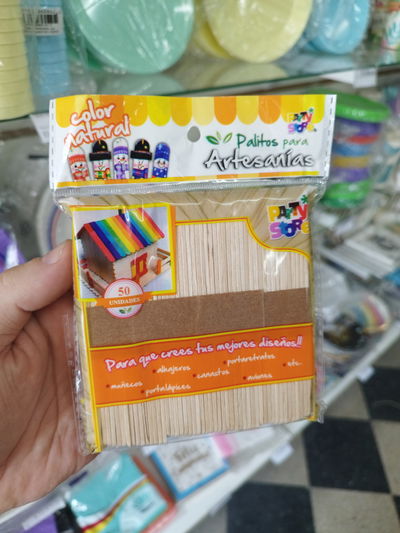 color
natural
PARTY
STORE
Palitos para
Artesanías
PARTY
STORE
50
UNIDADES
Para que crees tus mejores diseños!!
• alhajeros • portarretratos • etc.
• muñecos • canastos • aviones
• portalápices